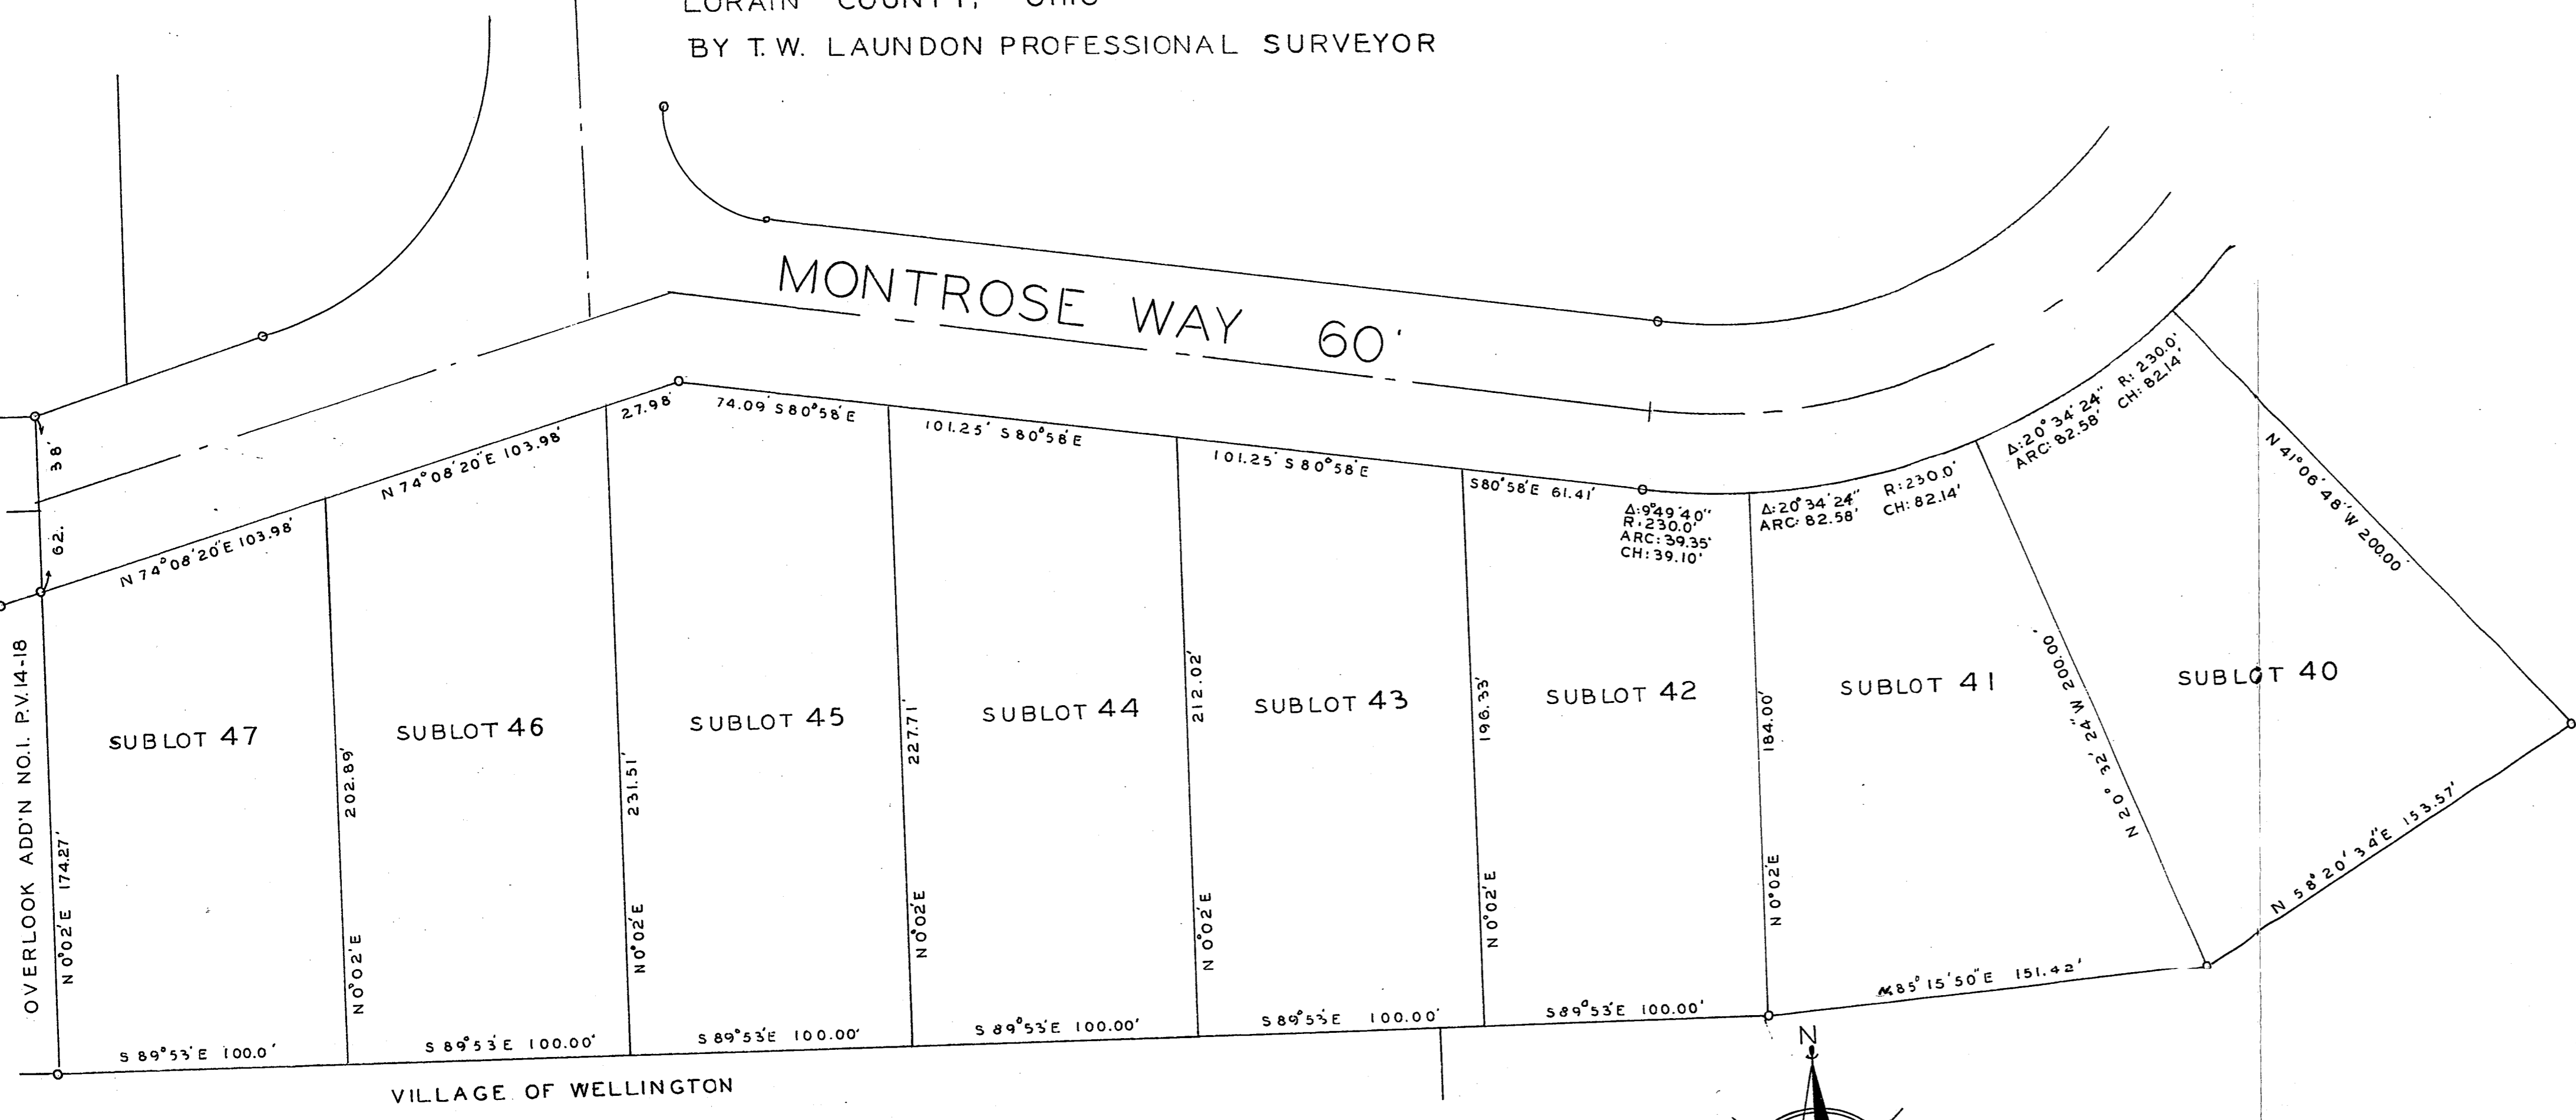 LORAIN COUNTY, OHIO
BY T.W. LAUNDON PROFESSIONAL SURVEYOR
MONTROSE WAY 60'
38'
62.
N 74°08'20"E 103.98'
N 74°08'20"E 103.98'
27.98'
74.09' S80°58'E
101.25' S80°58'E
101.25' S80°58'E
S80°58'E 61.41'
Δ:9°49'40"
R:230.0'
ARC:39.35'
CH:39.10'
Δ:20°34'24" R:230.0'
ARC:82.58' CH:82.14'
Δ:20°34'24" R:230.0'
ARC:82.58' CH:82.14'
N 41°06'48"W 200.00'
OVERLOOK ADD'N NO.1. P.V.14-18
N 0°02'E 174.27'
SUBLOT 47
N 0°02'E 202.89'
SUBLOT 46
N 0°02'E 231.51'
SUBLOT 45
N 0°02'E 227.71'
SUBLOT 44
N 0°02'E 212.02'
SUBLOT 43
N 0°02'E 196.33'
SUBLOT 42
N 0°02'E 184.00'
SUBLOT 41
N 20° 32' 24" W 200.00'
SUBLOT 40
N 58°20'34"E 153.57'
S 89°53'E 100.0'
S 89°53'E 100.00'
S 89°53'E 100.00'
S 89°53'E 100.00'
S 89°53'E 100.00'
S 89°53'E 100.00'
N 85°15'50"E 151.42'
VILLAGE OF WELLINGTON
N